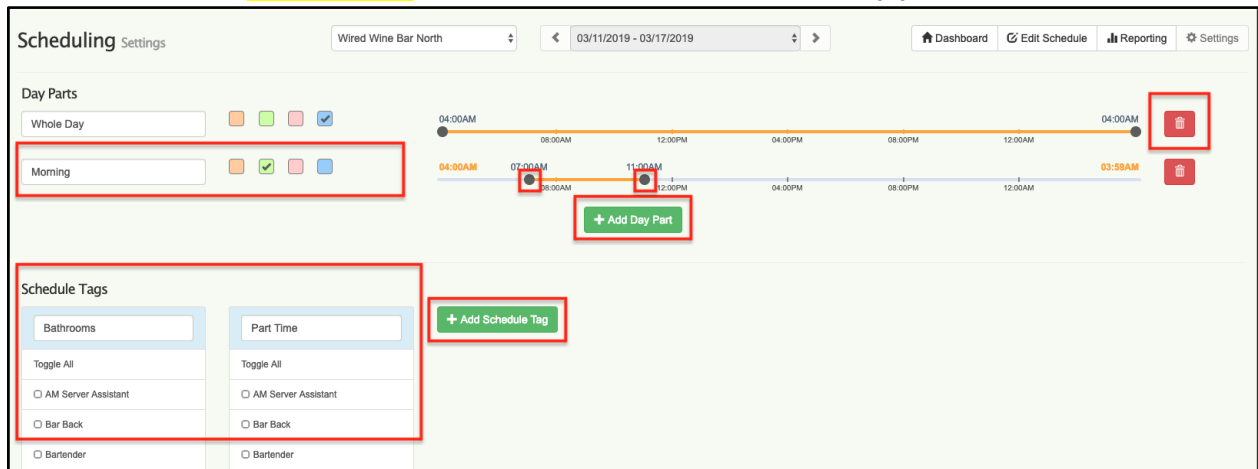 Scheduling Settings
Wired Wine Bar North
03/11/2019 - 03/17/2019
Dashboard
Edit Schedule
Reporting
Settings
Day Parts
Whole Day
04:00AM
04:00AM
08:00AM
12:00PM
04:00PM
08:00PM
12:00AM
Morning
04:00AM
07:00AM
11:00AM
03:59AM
08:00AM
12:00PM
04:00PM
08:00PM
12:00AM
+ Add Day Part
Schedule Tags
Bathrooms
Part Time
+ Add Schedule Tag
Toggle All
Toggle All
AM Server Assistant
AM Server Assistant
Bar Back
Bar Back
Bartender
Bartender